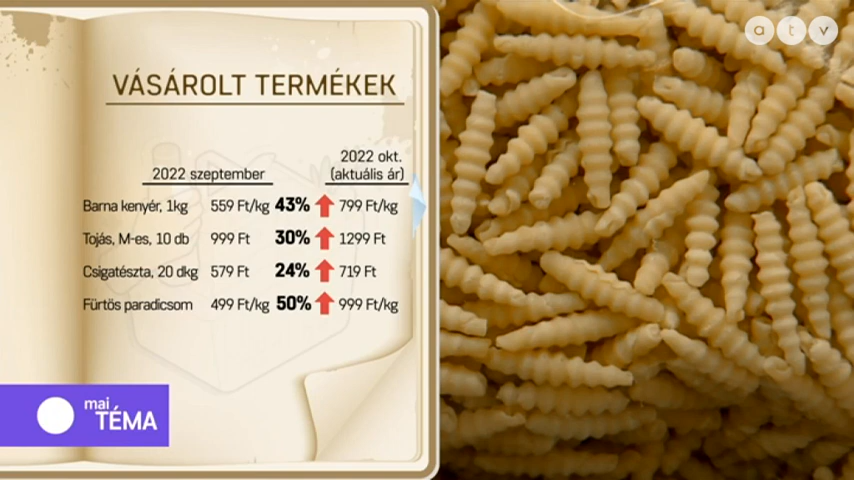 atv
VÁSÁROLT TERMÉKEK
2022 szeptember
2022 okt.
(aktuális ár)
Barna kenyér, 1kg 559 Ft/kg 43% 799 Ft/kg
Tojás, M-es, 10 db 999 Ft 30% 1299 Ft
Csigatészta, 20 dkg 579 Ft 24% 719 Ft
Fürtös paradicsom 499 Ft/kg 50% 999 Ft/kg
mai
TÉMA